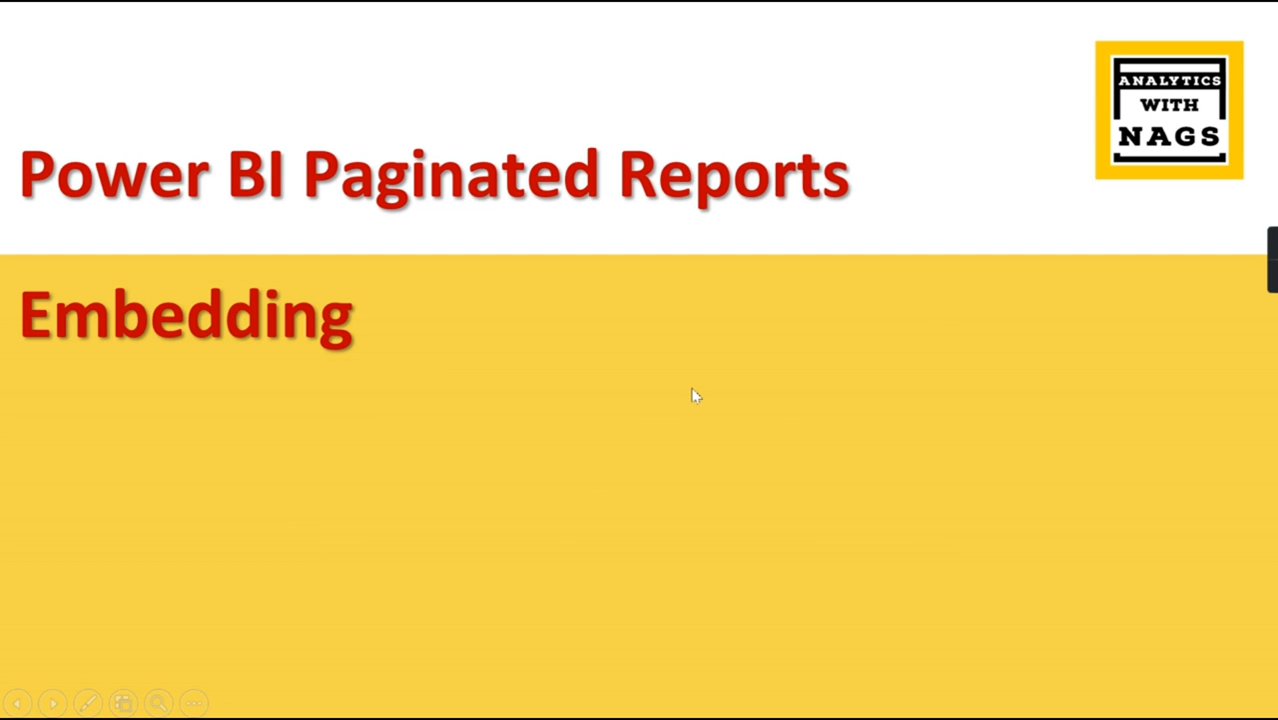 ANALYTICS
WITH
NAGS
Power BI Paginated Reports
Embedding